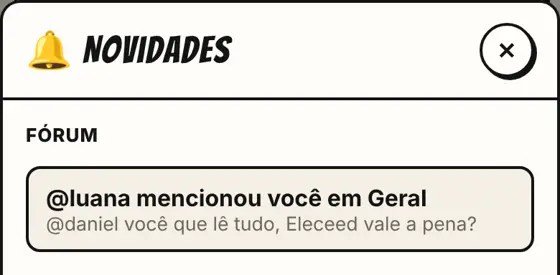 NOVIDADES
FÓRUM
@luana mencionou você em Geral
@daniel você que lê tudo, Eleceed vale a pena?